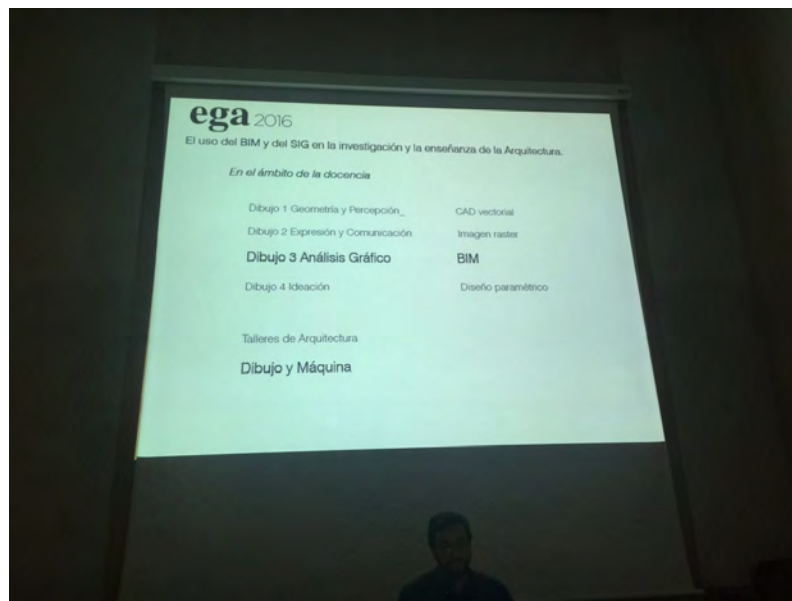 ega 2016
El uso del BIM y del SIG en la investigación y la enseñanza de la Arquitectura.
En el ámbito de la docencia
Dibujo 1 Geometría y Percepción_ CAD vectorial
Dibujo 2 Expresión y Comunicación Imagen raster
Dibujo 3 Análisis Gráfico BIM
Dibujo 4 Ideación Diseño paramétrico
Talleres de Arquitectura
Dibujo y Máquina